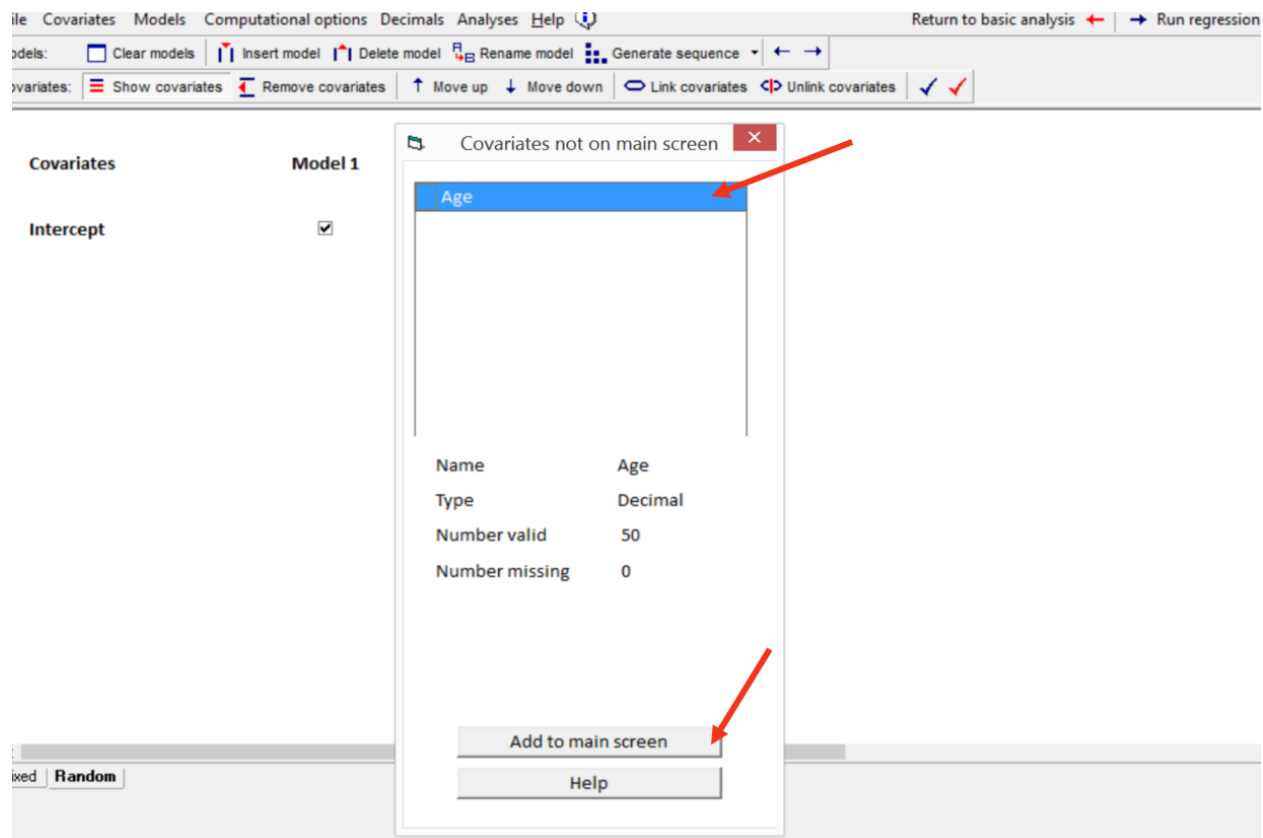 ile Covariates Models Computational options Decimals Analyses Help Return to basic analysis Run regression
odels: Clear models Insert model Delete model Rename model Generate sequence
ovariates: Show covariates Remove covariates Move up Move down Link covariates Unlink covariates
Covariates not on main screen
Covariates Model 1
Age
Intercept
Name Age
Type Decimal
Number valid 50
Number missing 0
Add to main screen
ixed Random
Help